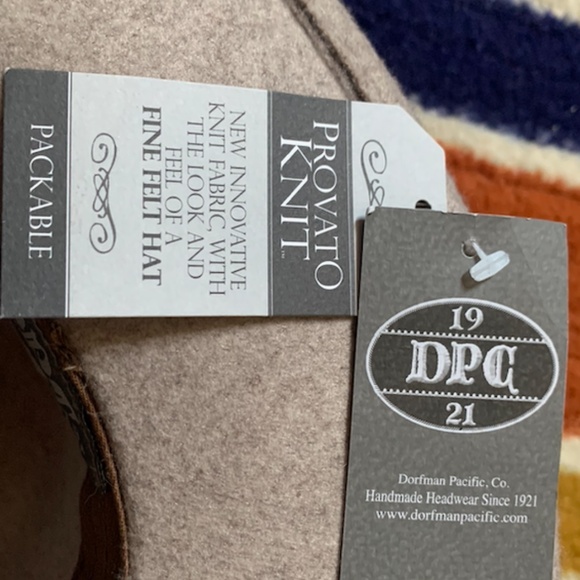 PROVATO
KNIT™
NEW INNOVATIVE
KNIT FABRIC, WITH
THE LOOK AND
FEEL OF A
FINE FELT HAT
PACKABLE
19
DPC
21
Dorfman Pacific, Co.
Handmade Headwear Since 1921
www.dorfmanpacific.com